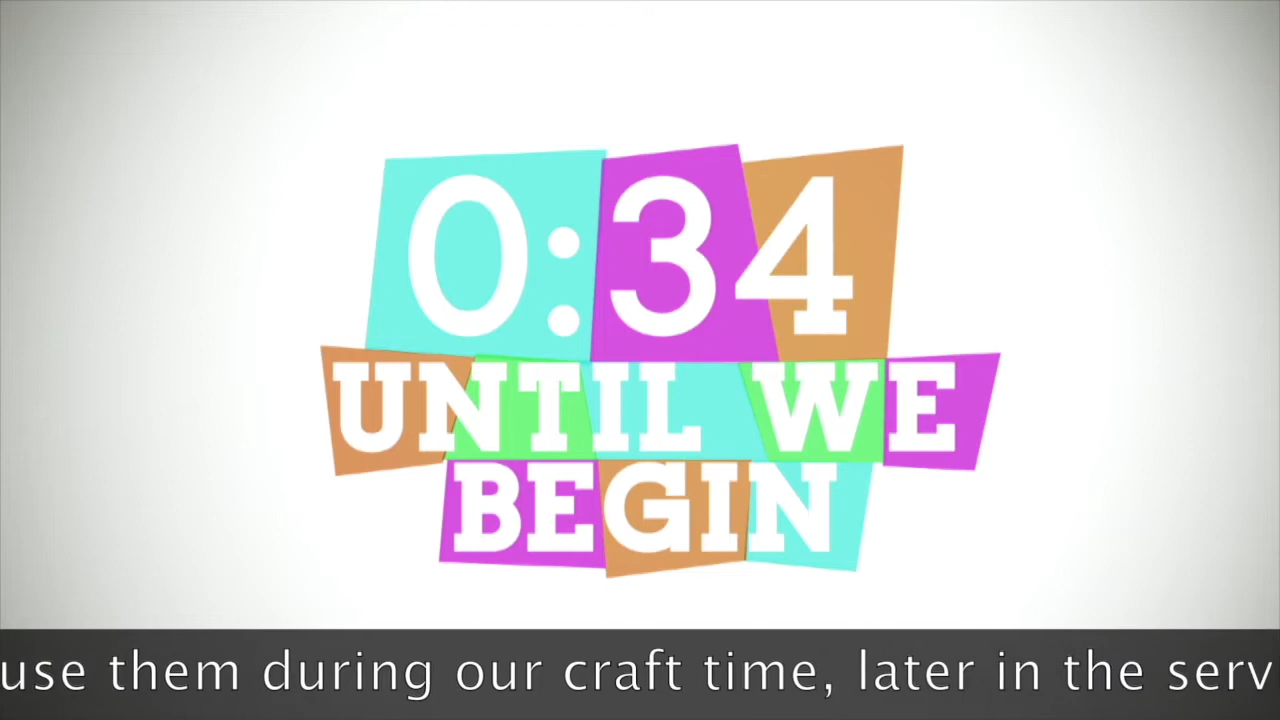 0:34
UNTIL WE
BEGIN
use them during our craft time, later in the serv